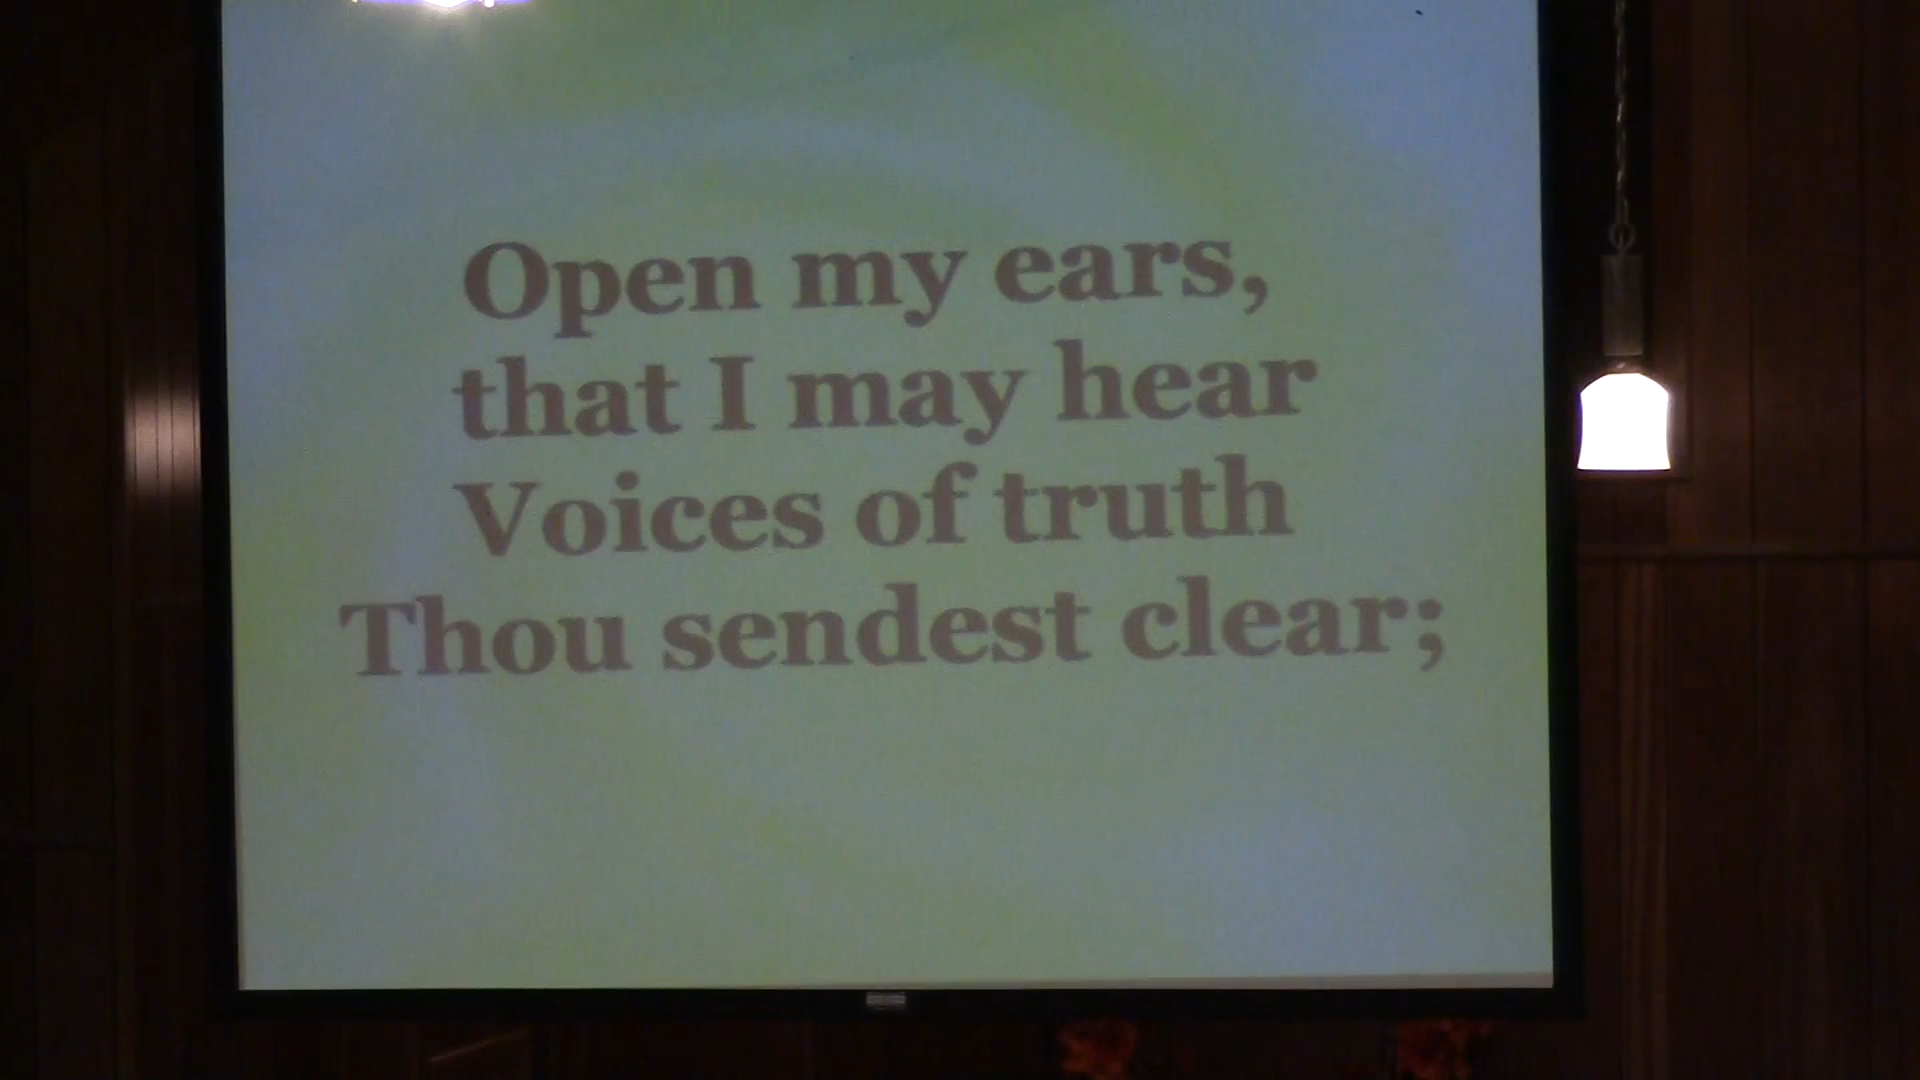 Open my ears,
that I may hear
Voices of truth
Thou sendest clear;